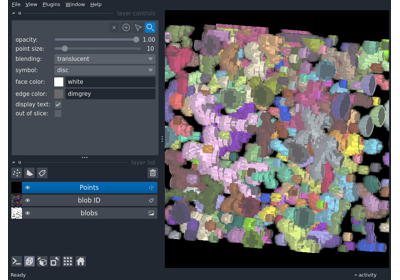 File View Plugins Window Help
layer controls
opacity: 1.00
point size: 10
blending: translucent
symbol: disc
face color: white
edge color: dimgrey
display text:
out of slice:
layer list
Points
blob ID
blobs
Ready
activity